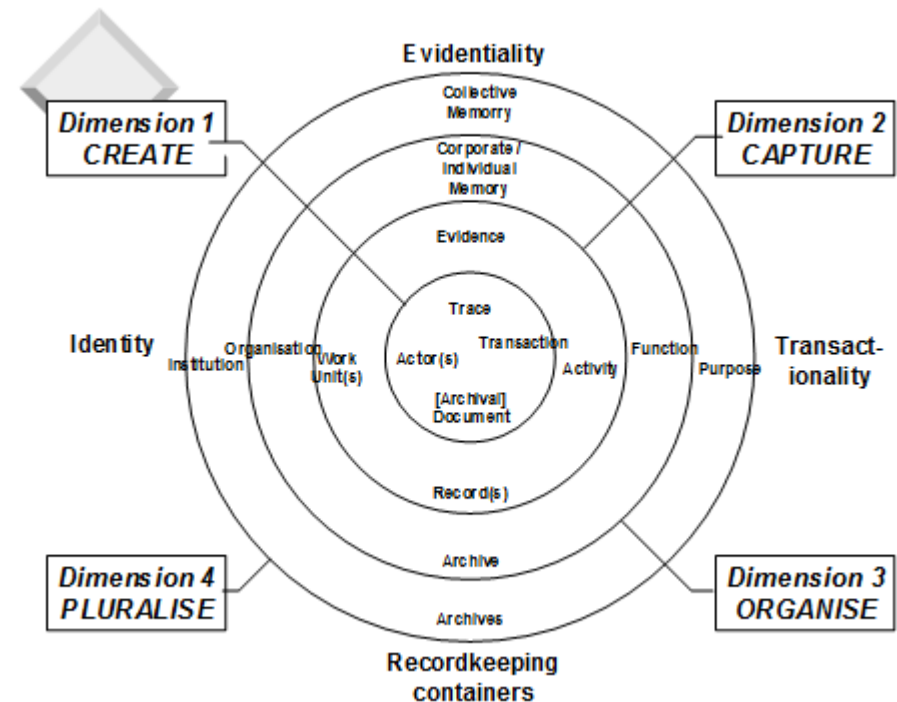 Evidentiality
Collective
Memorry
Dimension 1
CREATE
Dimension 2
CAPTURE
Corporate /
Individual
Memory
Evidence
Trace
Identity
Institution
Organisation
Work
Unit(s)
Actor(s)
Transaction
Activity
Function
Purpose
Transact-
ionality
[Archival]
Document
Record(s)
Archive
Archives
Dimension 4
PLURALISE
Dimension 3
ORGANISE
Recordkeeping
containers